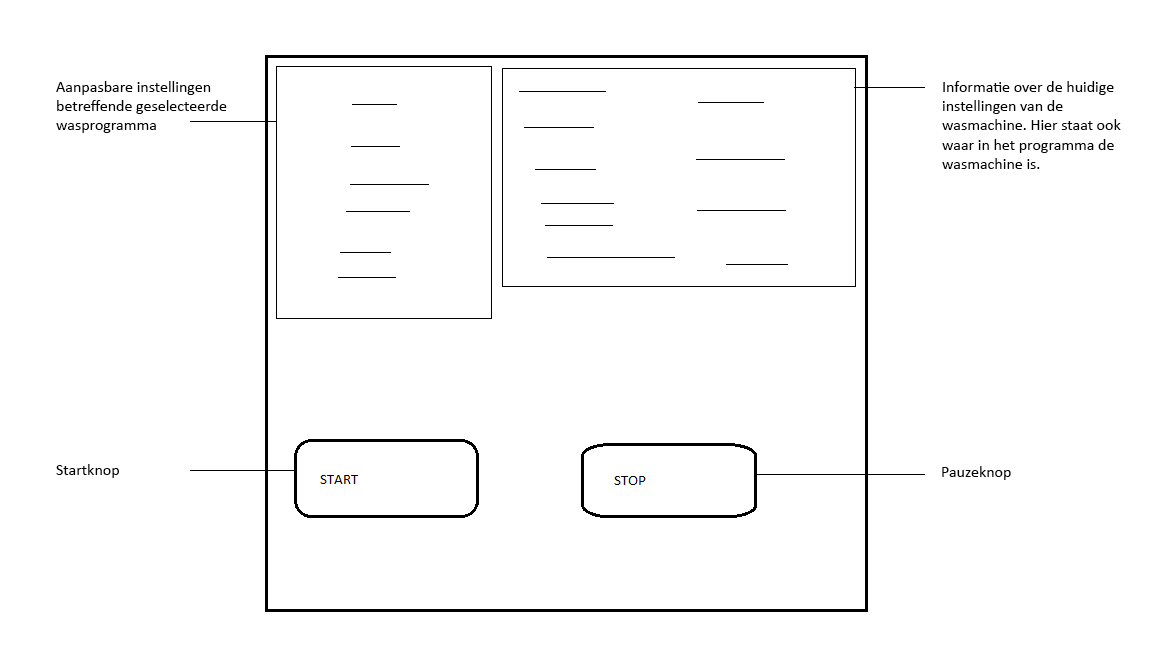 Aanpasbare instellingen
betreffende geselecteerde
wasprogramma
Informatie over de huidige
instellingen van de
wasmachine. Hier staat ook
waar in het programma de
wasmachine is.
Startknop
START
STOP
Pauzeknop